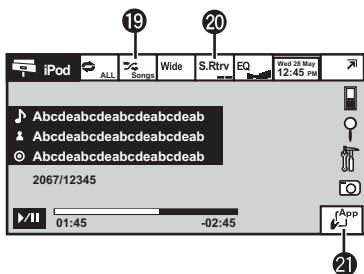 19 20
iPod ALL Songs Wide S.Rtrv EQ Wed 28 May
12:45 PM
Abcdeabcdeabcdeabcdeab
Abcdeabcdeabcdeabcdeab
Abcdeabcdeabcdeabcdeab
2067/12345
01:45 -02:45
APP
21